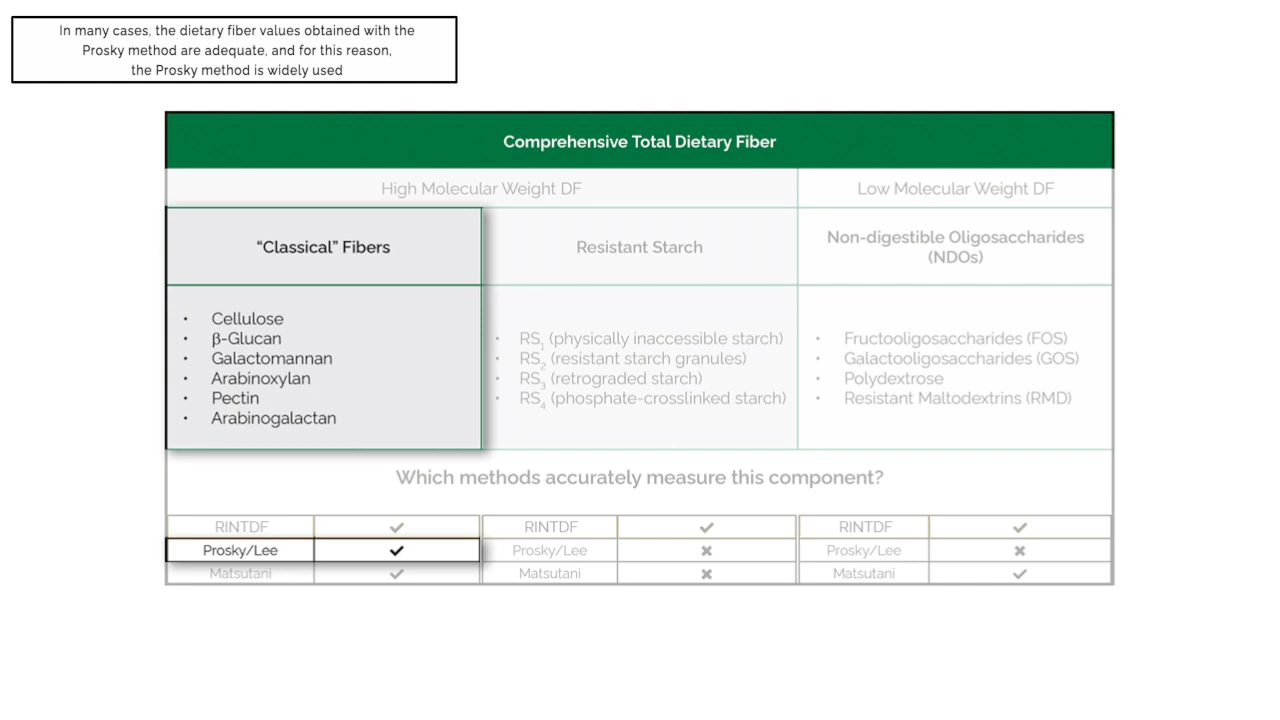 In many cases, the dietary fiber values obtained with the
Prosky method are adequate, and for this reason,
the Prosky method is widely used
Comprehensive Total Dietary Fiber
High Molecular Weight DF
Low Molecular Weight DF
“Classical” Fibers
Resistant Starch
Non-digestible Oligosaccharides
(NDOs)
• Cellulose
• β-Glucan
• Galactomannan
• Arabinoxylan
• Pectin
• Arabinogalactan
• RS₁ (physically inaccessible starch)
• RS₂ (resistant starch granules)
• RS₃ (retrograded starch)
• RS₄ (phosphate-crosslinked starch)
• Fructooligosaccharides (FOS)
• Galactooligosaccharides (GOS)
• Polydextrose
• Resistant Maltodextrins (RMD)
Which methods accurately measure this component?
RINTDF ✔ RINTDF ✔ RINTDF ✔
Prosky/Lee ✔ Prosky/Lee ✖ Prosky/Lee ✖
Matsutani ✔ Matsutani ✖ Matsutani ✔